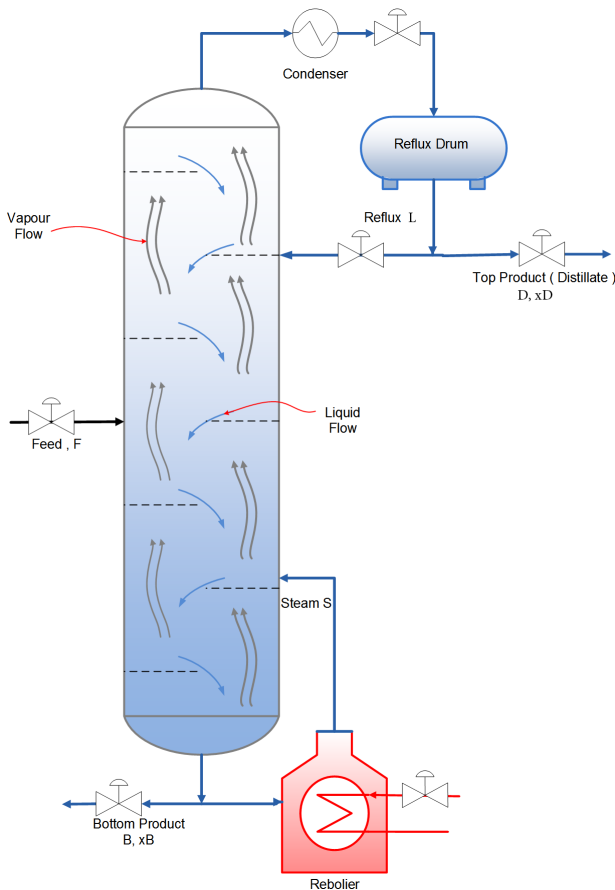 Condenser
Reflux Drum
Vapour
Flow
Reflux L
Top Product ( Distillate )
D, xD
Liquid
Flow
Feed , F
Steam S
Bottom Product
B, xB
Rebolier